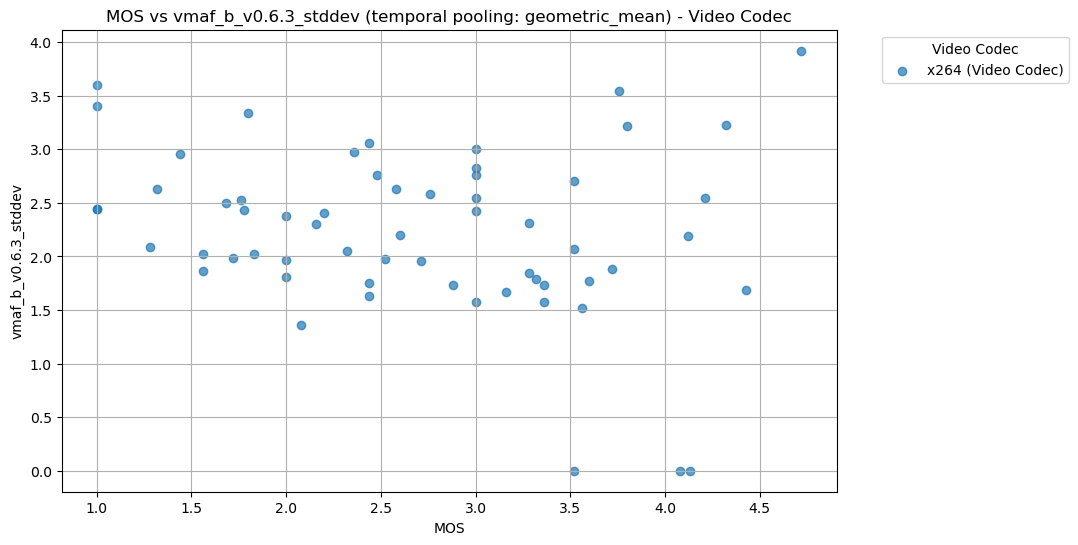 MOS vs vmaf_b_v0.6.3_stddev (temporal pooling: geometric_mean) - Video Codec
Video Codec
x264 (Video Codec)
vmaf_b_v0.6.3_stddev
4.0
3.5
3.0
2.5
2.0
1.5
1.0
0.5
0.0
1.0 1.5 2.0 2.5 3.0 3.5 4.0 4.5
MOS